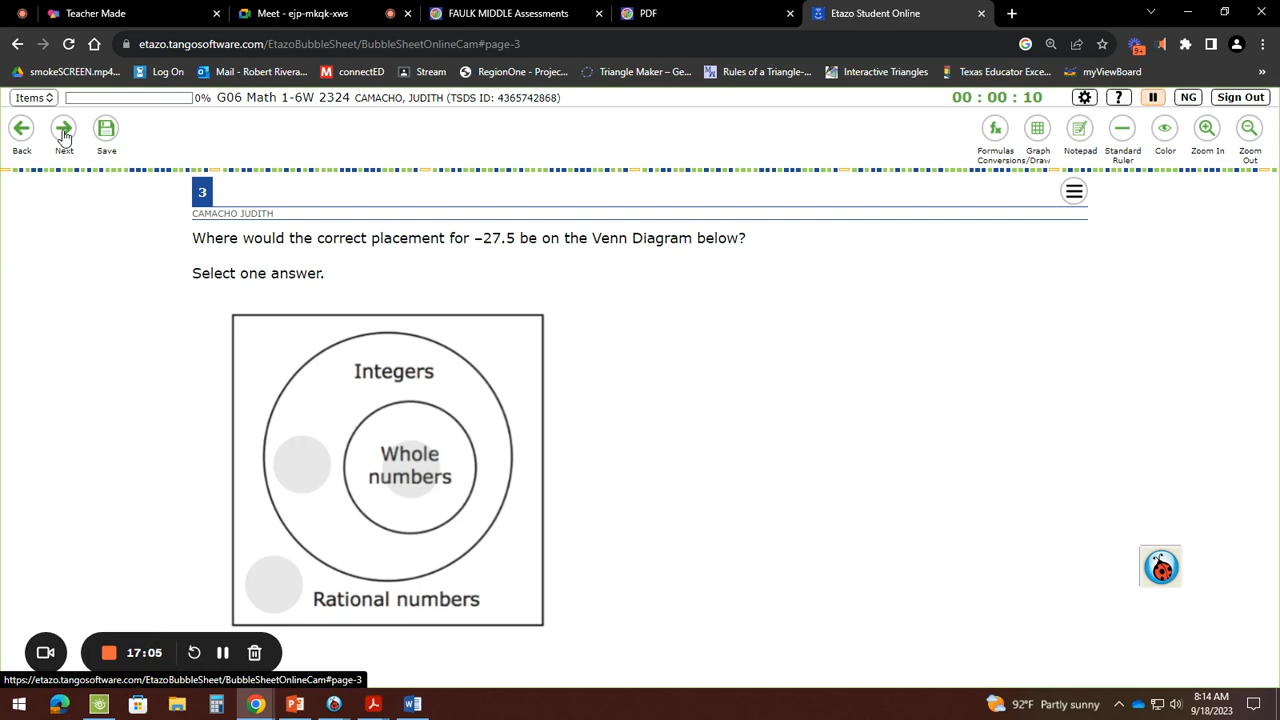 Teacher Made
Meet - ejp-mkqk-xws
FAULK MIDDLE Assessments
PDF
Etazo Student Online
etazo.tangosoftware.com/EtazoBubbleSheet/BubbleSheetOnlineCam#page-3
9+
smokeSCREEN.mp4...
Log On
Mail - Robert Rivera...
connectED
Stream
RegionOne - Projec...
Triangle Maker – Ge...
Rules of a Triangle-...
Interactive Triangles
Texas Educator Exce...
myViewBoard
»
Items
0%
G06 Math 1-6W 2324
CAMACHO, JUDITH (TSDS ID: 4365742868)
00 : 00 : 10
?
NG
Sign Out
Back
Next
Save
fx
Formulas
Conversions
Graph
/Draw
Notepad
Standard
Ruler
Color
Zoom In
Zoom
Out
3
CAMACHO JUDITH
Where would the correct placement for –27.5 be on the Venn Diagram below?
Select one answer.
Integers
Whole
numbers
Rational numbers
17:05
https://etazo.tangosoftware.com/EtazoBubbleSheet/BubbleSheetOnlineCam#page-3
92°F Partly sunny
8:14 AM
9/18/2023